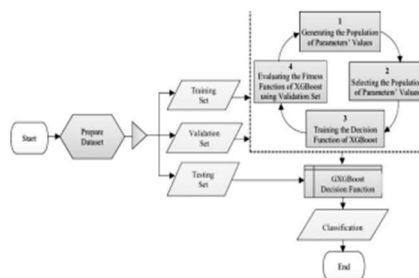 Start
Prepare
Dataset
Training
Set
Validation
Set
Testing
Set
1
Generating the Population
of Parameters' Values
2
Selecting the Population
of Parameters' Values
3
Training the Decision
Function of XGBoost
4
Evaluating the Fitness
Function of XGBoost
using Validation Set
GXGBoost
Decision Function
Classification
End